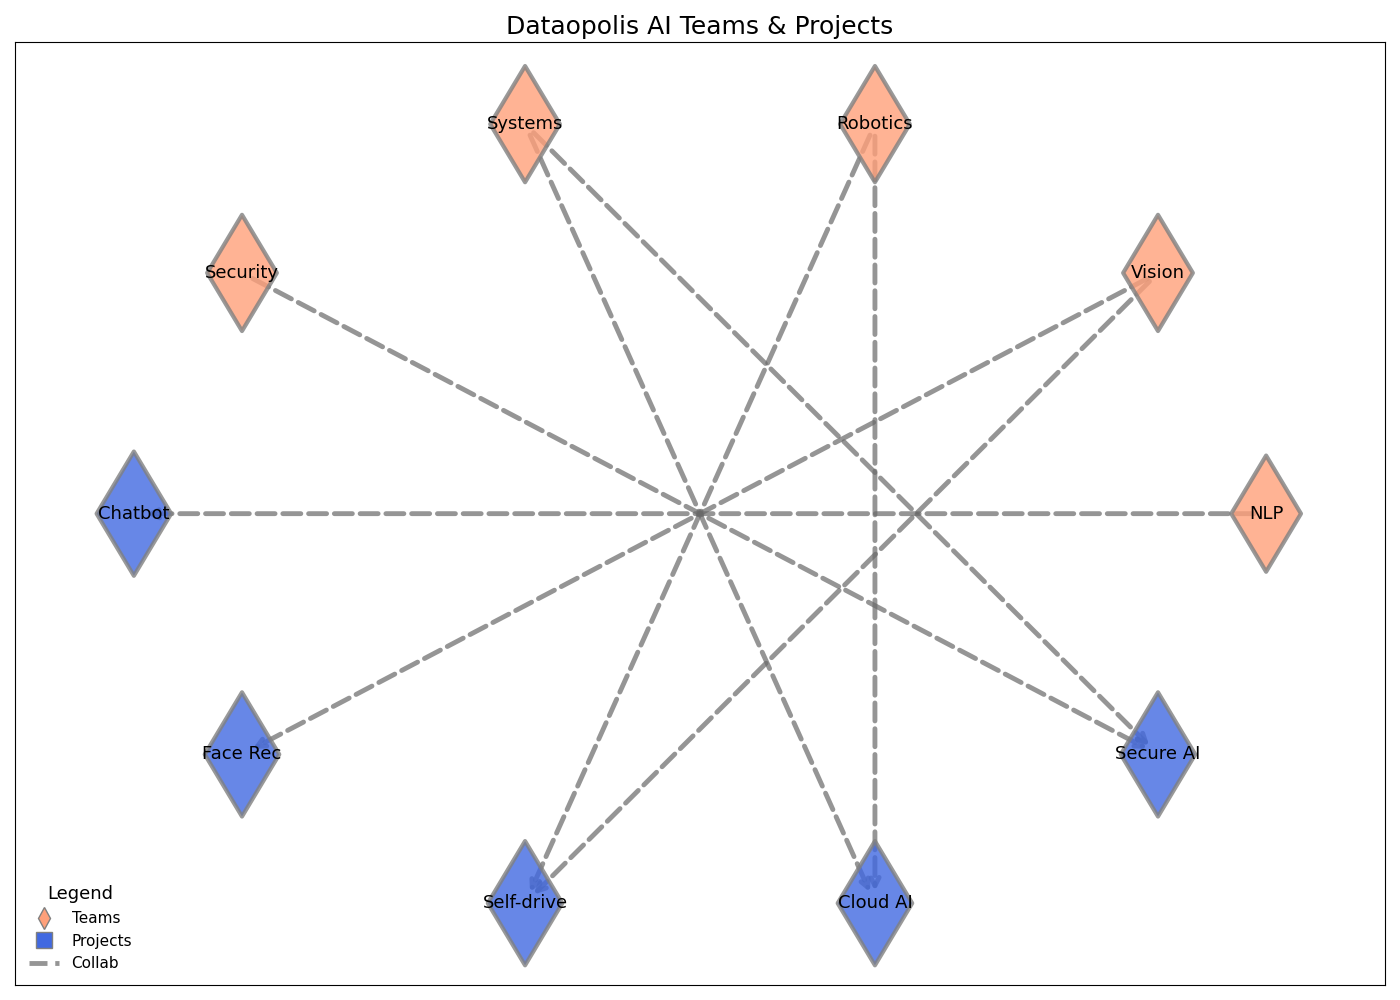 Dataopolis AI Teams & Projects
Systems
Robotics
Security
Vision
Chatbot
NLP
Face Rec
Secure AI
Self-drive
Cloud AI
Legend
Teams
Projects
Collab